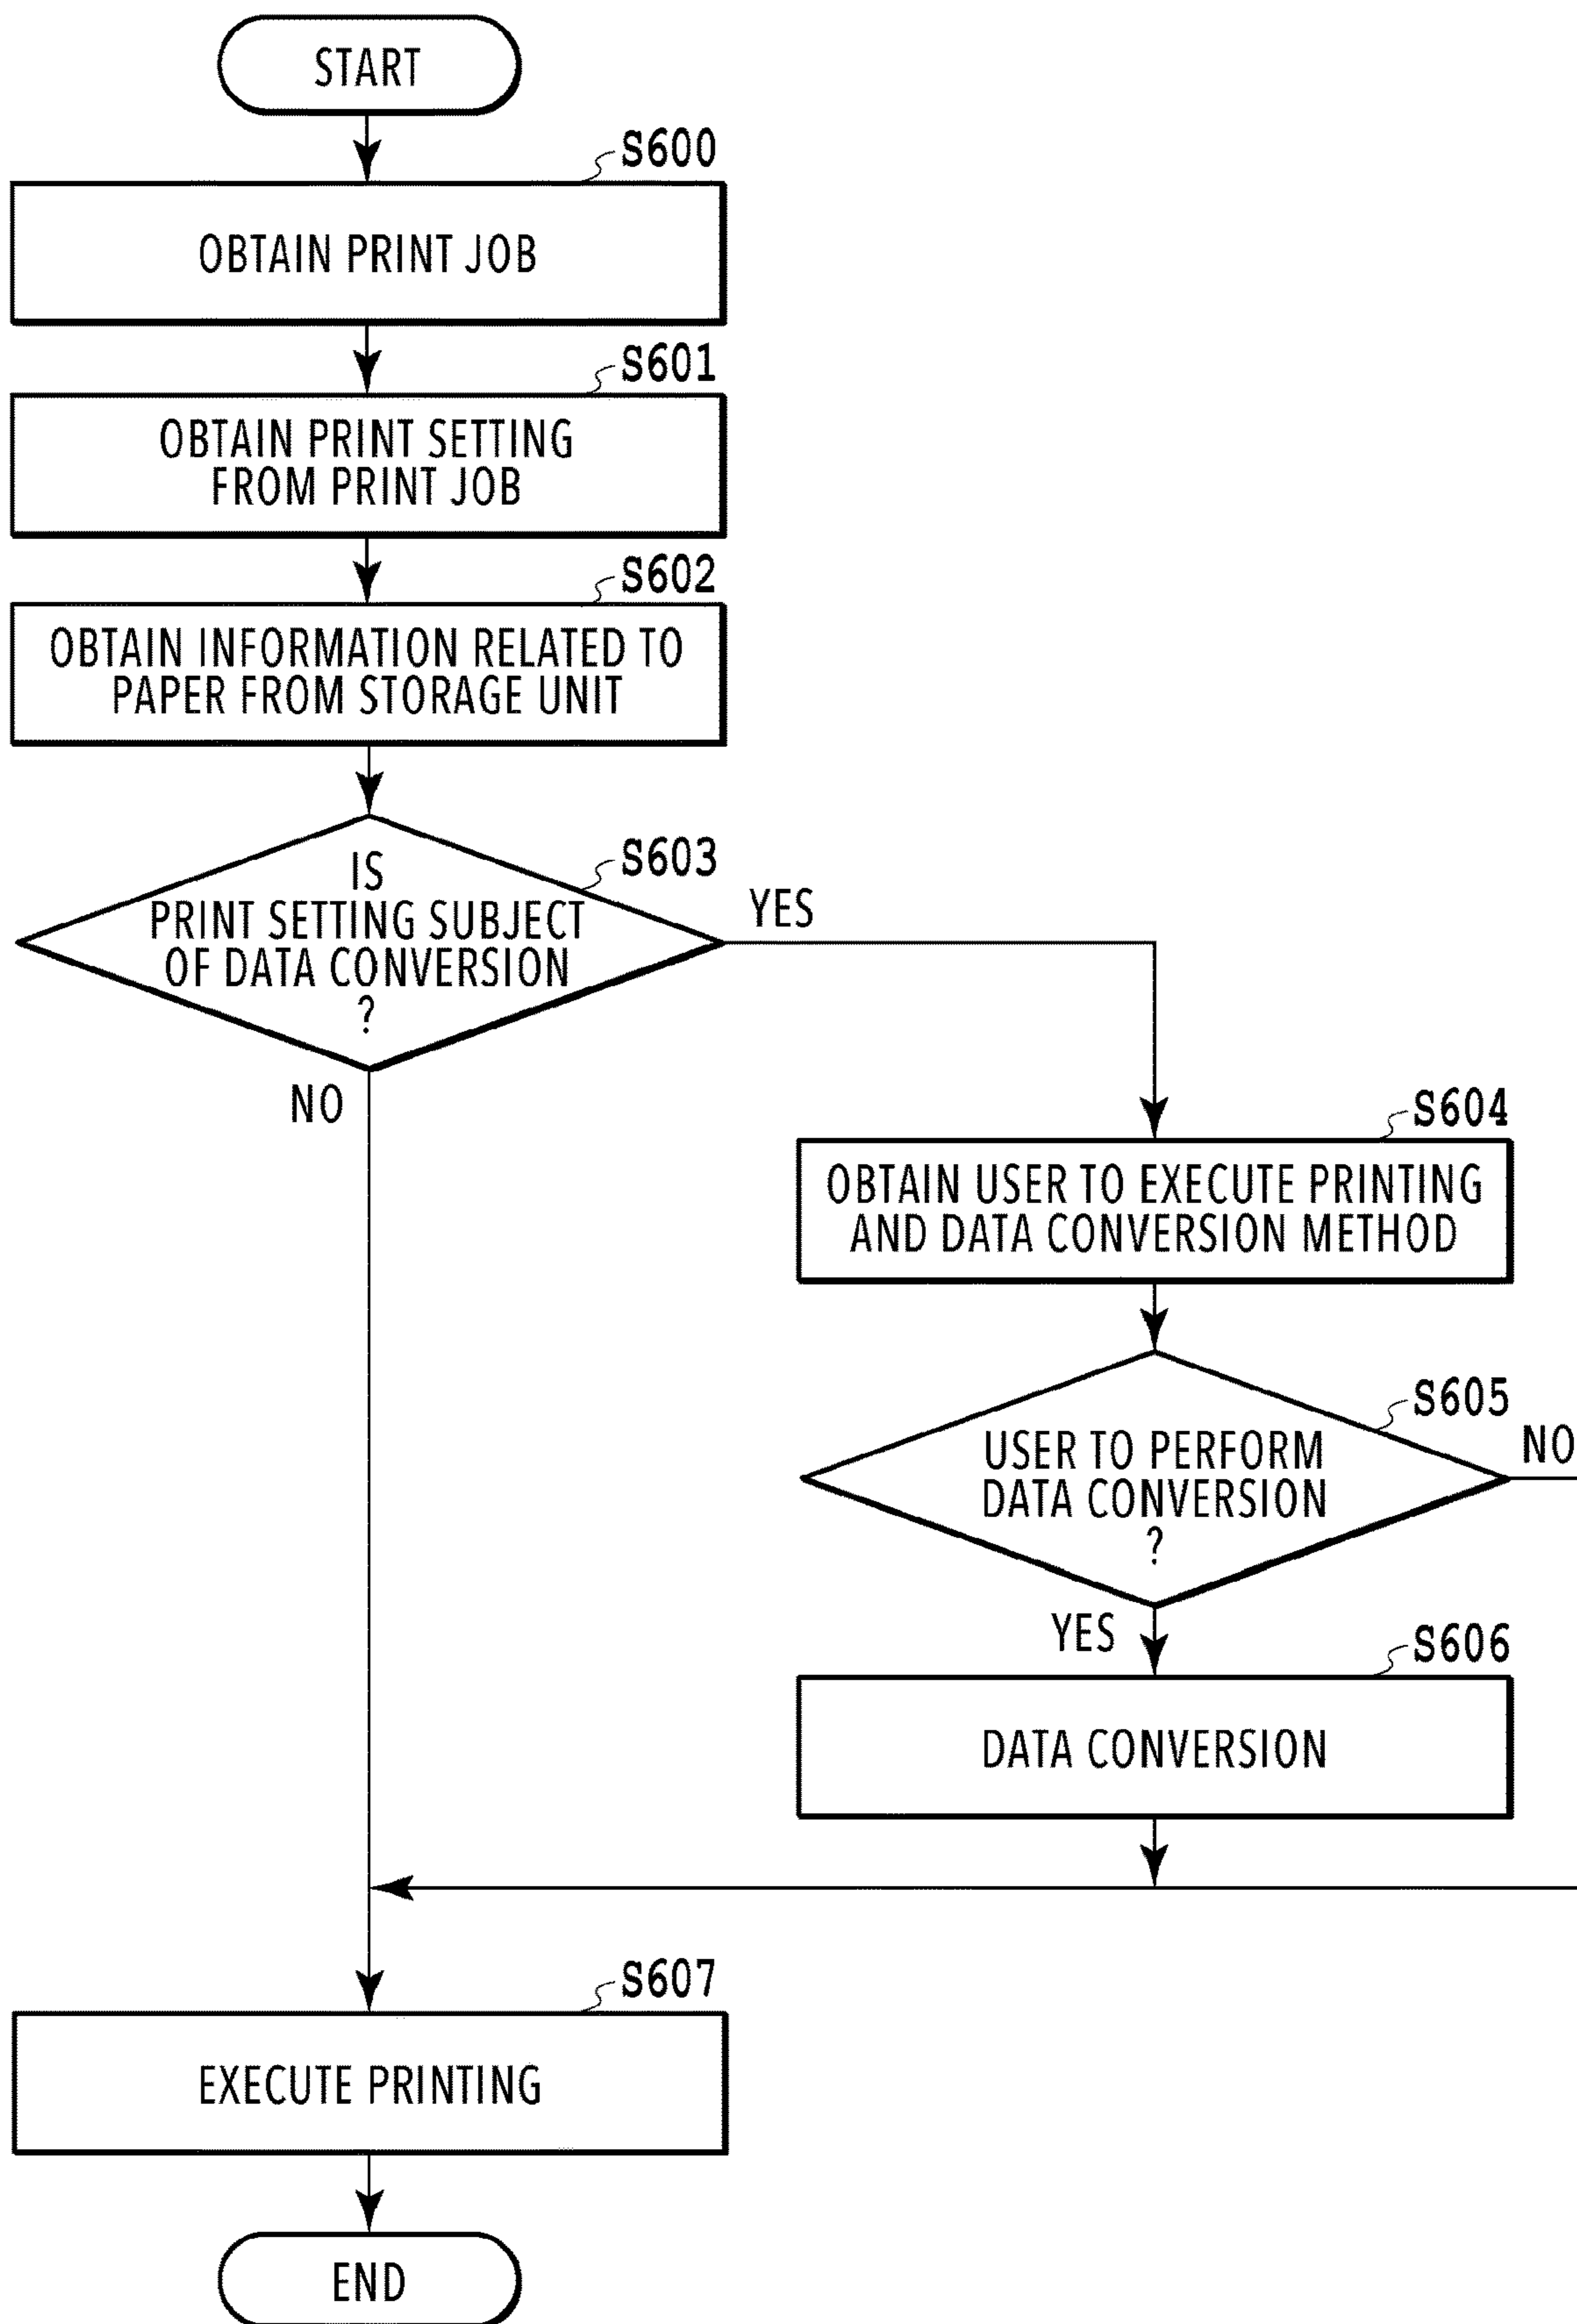 START
S600
OBTAIN PRINT JOB
S601
OBTAIN PRINT SETTING
FROM PRINT JOB
S602
OBTAIN INFORMATION RELATED TO
PAPER FROM STORAGE UNIT
S603
IS
PRINT SETTING SUBJECT
OF DATA CONVERSION
?
YES
NO
S604
OBTAIN USER TO EXECUTE PRINTING
AND DATA CONVERSION METHOD
S605
USER TO PERFORM
DATA CONVERSION
?
NO
YES
S606
DATA CONVERSION
S607
EXECUTE PRINTING
END